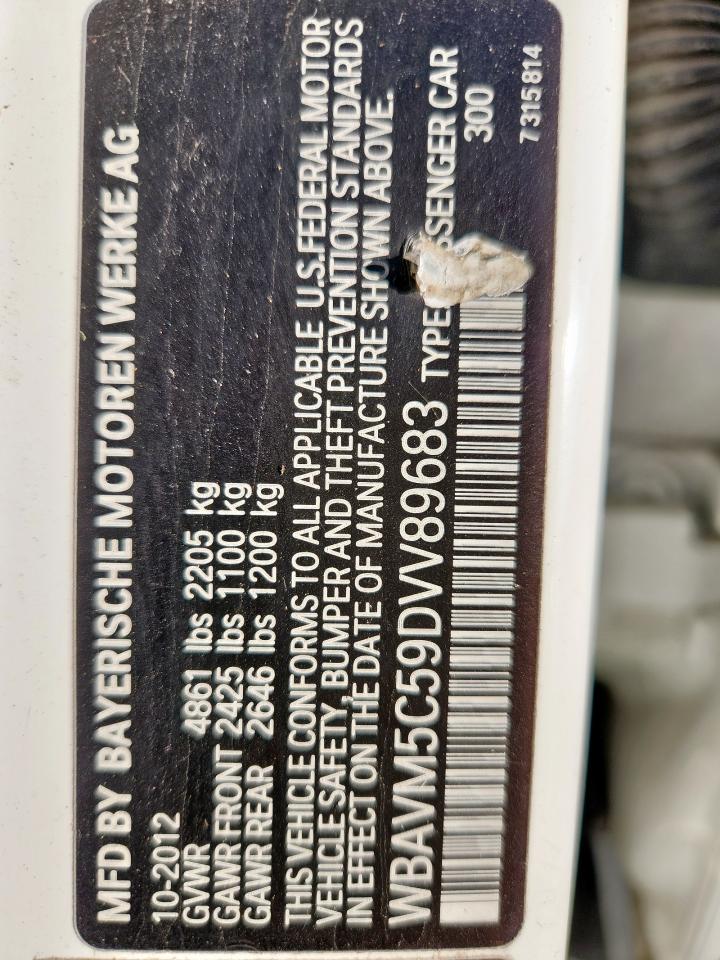 MFD BY BAYERISCHE MOTOREN WERKE AG
10-2012
GVWR 4861 lbs 2205 kg
GAWR FRONT 2425 lbs 1100 kg
GAWR REAR 2646 lbs 1200 kg
THIS VEHICLE CONFORMS TO ALL APPLICABLE U.S.FEDERAL MOTOR
VEHICLE SAFETY, BUMPER AND THEFT PREVENTION STANDARDS
IN EFFECT ON THE DATE OF MANUFACTURE SHOWN ABOVE.
WBAVM5C59DVV89683 TYPE SSENGER CAR
300
7315814